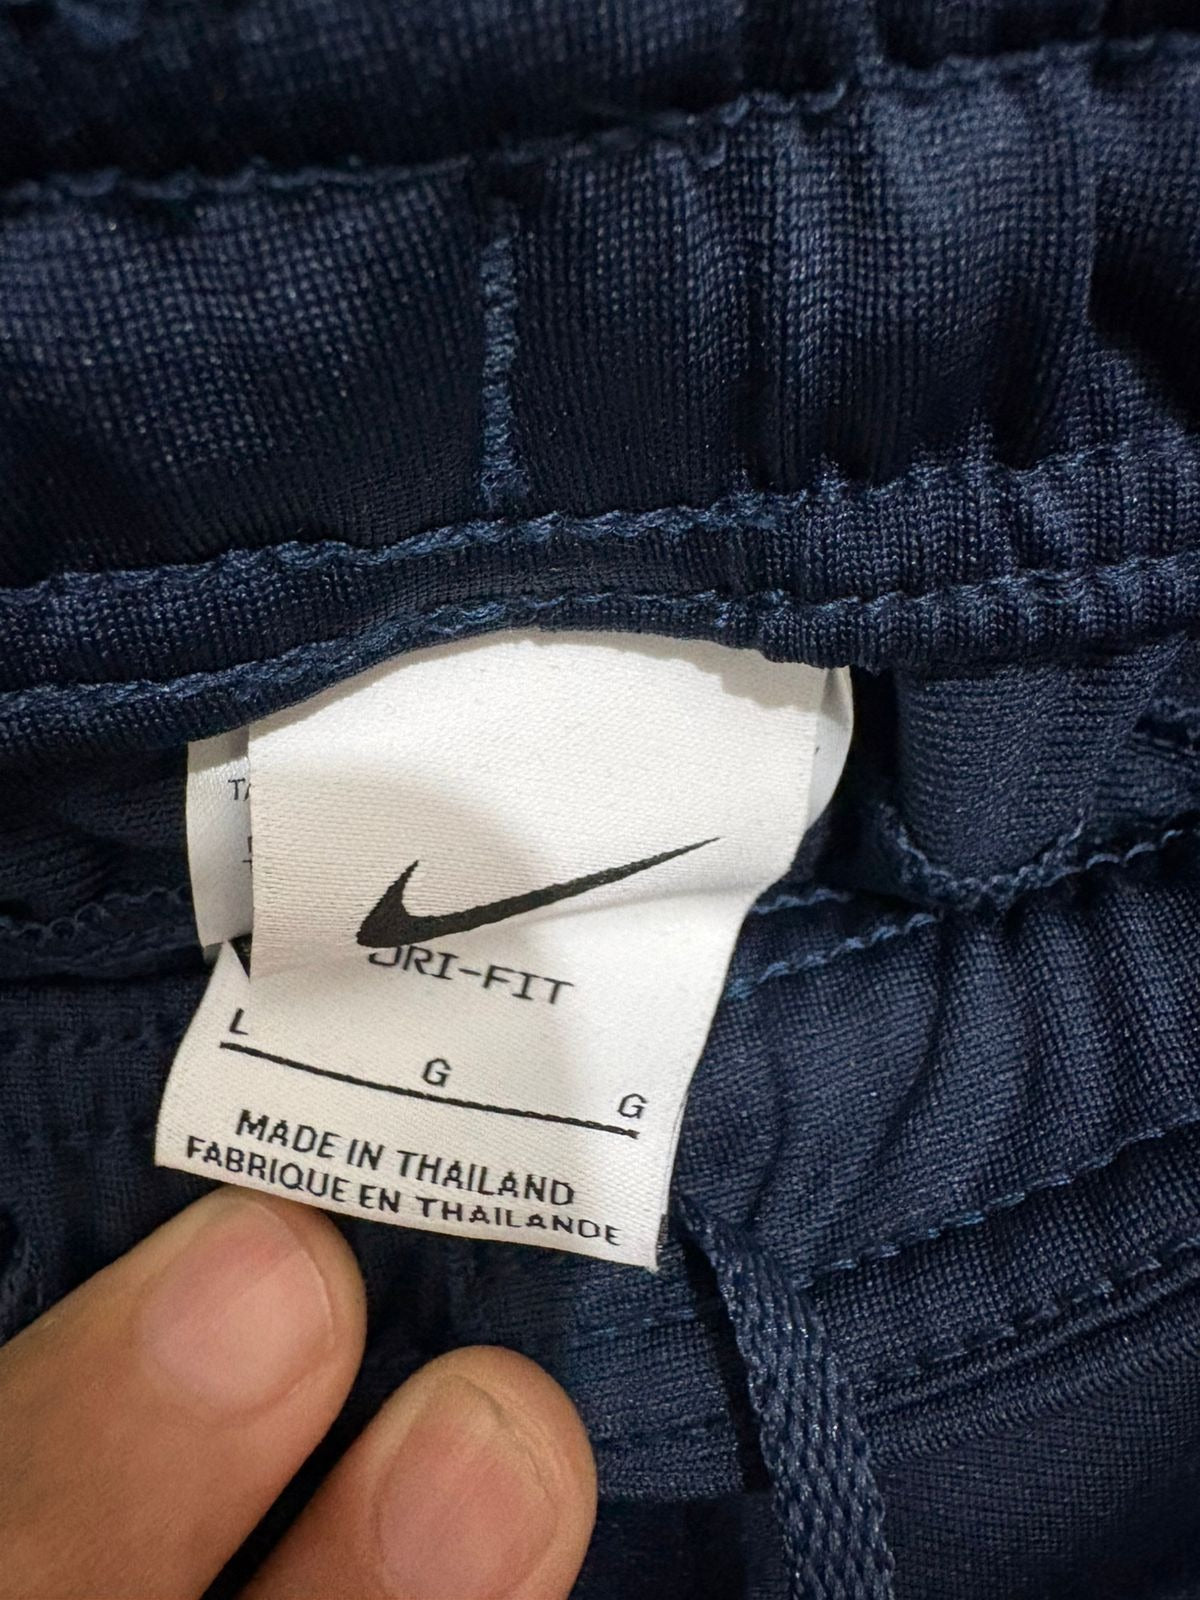 DRI-FIT
L G G
MADE IN THAILAND
FABRIQUE EN THAILANDE